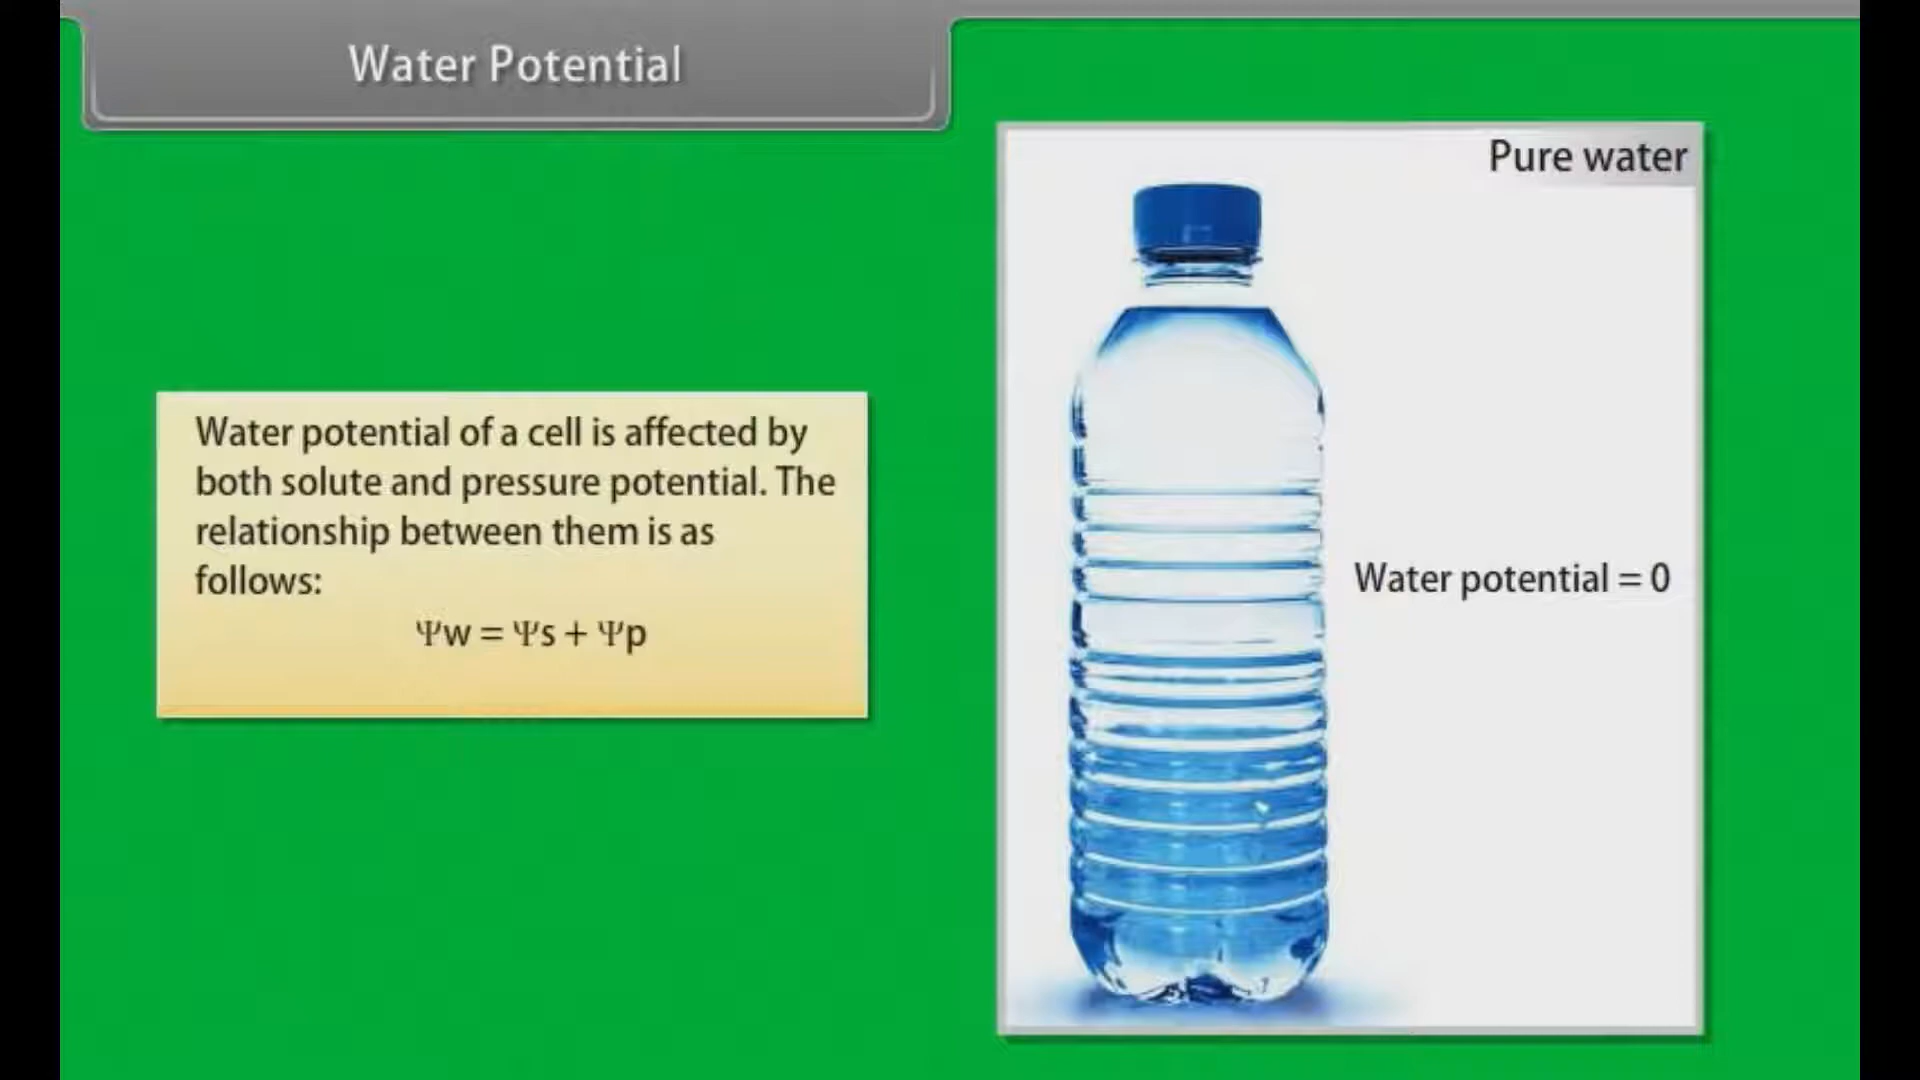 Water Potential
Pure water
Water potential of a cell is affected by
both solute and pressure potential. The
relationship between them is as
follows:
Ψw = Ψs + Ψp
Water potential = 0